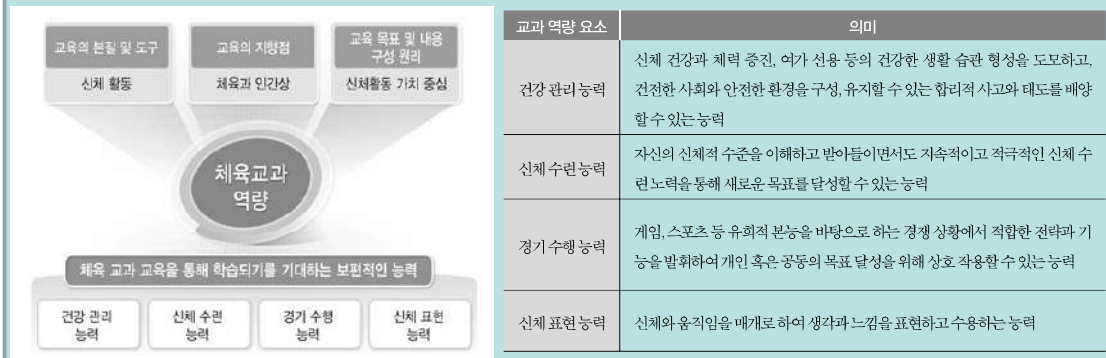 교육의 본질 및 도구
신체 활동
교육의 지향점
체육과 인간상
교육 목표 및 내용
구성 원리
신체활동 가치 중심
체육교과
역량
체육 교과 교육을 통해 학습되기를 기대하는 보편적인 능력
건강 관리
능력
신체 수련
능력
경기 수행
능력
신체 표현
능력
교과 역량 요소 의미
건강 관리 능력
신체 건강과 체력 증진, 여가 선용 등의 건강한 생활 습관 형성을 도모하고,
건전한 사회와 안전한 환경을 구성, 유지할 수 있는 합리적 사고와 태도를 배양
할 수 있는 능력
신체 수련 능력
자신의 신체적 수준을 이해하고 받아들이면서도 지속적이고 적극적인 신체 수
련 노력을 통해 새로운 목표를 달성할 수 있는 능력
경기 수행 능력
게임, 스포츠 등 유희적 본능을 바탕으로 하는 경쟁 상황에서 적합한 전략과 기
능을 발휘하여 개인 혹은 공동의 목표 달성을 위해 상호 작용할 수 있는 능력
신체 표현 능력
신체와 움직임을 매개로 하여 생각과 느낌을 표현하고 수용하는 능력